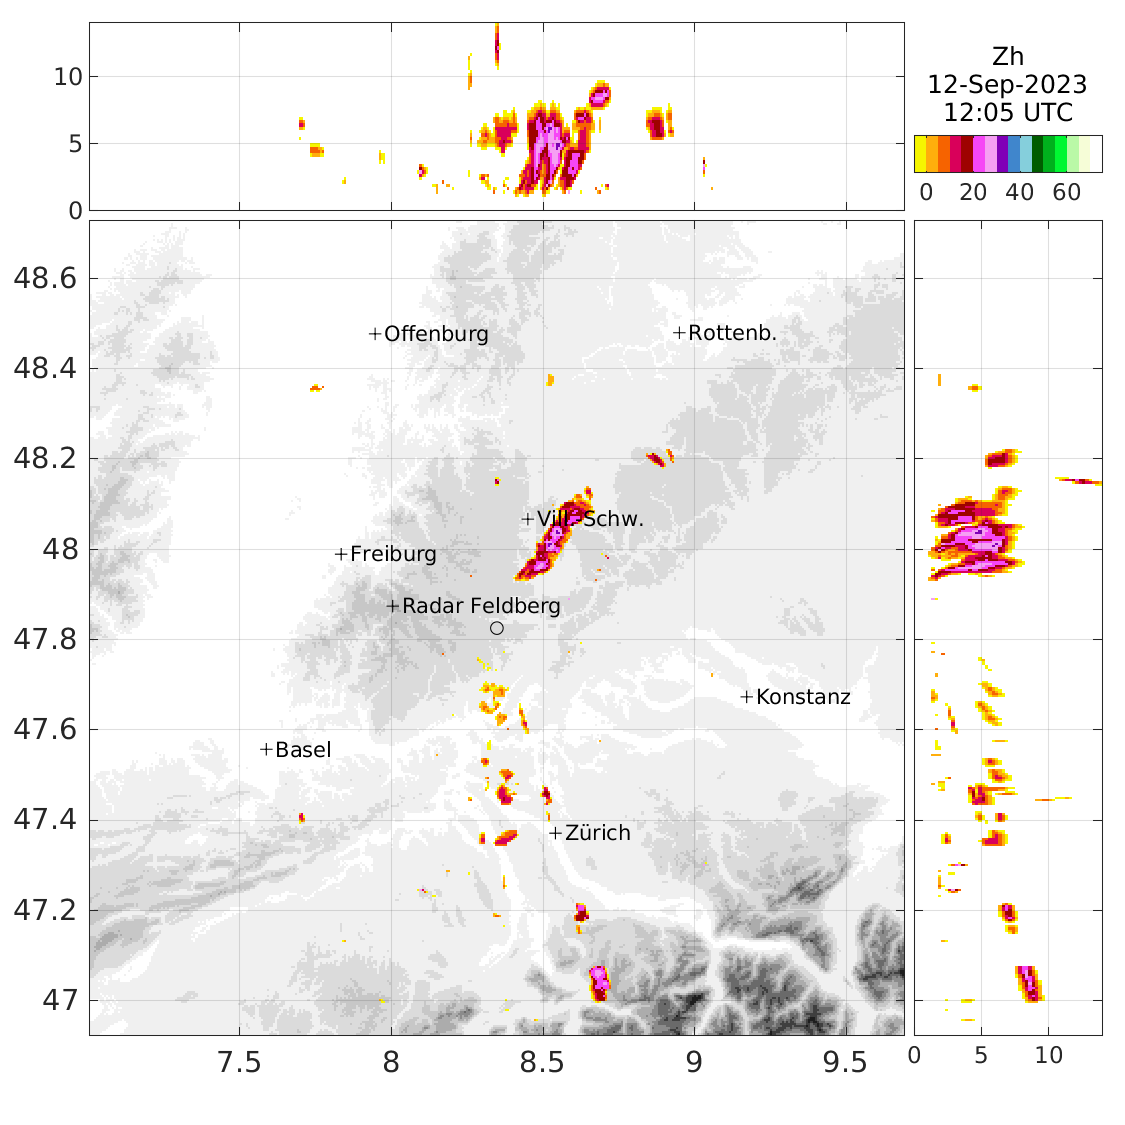 Zh
12-Sep-2023
12:05 UTC
0 20 40 60
10
5
0
48.6
48.4
48.2
48
47.8
47.6
47.4
47.2
47
+Offenburg
+Rottenb.
+Vill.-Schw.
+Freiburg
+Radar Feldberg
+Konstanz
+Basel
+Zürich
7.5 8 8.5 9 9.5
0 5 10